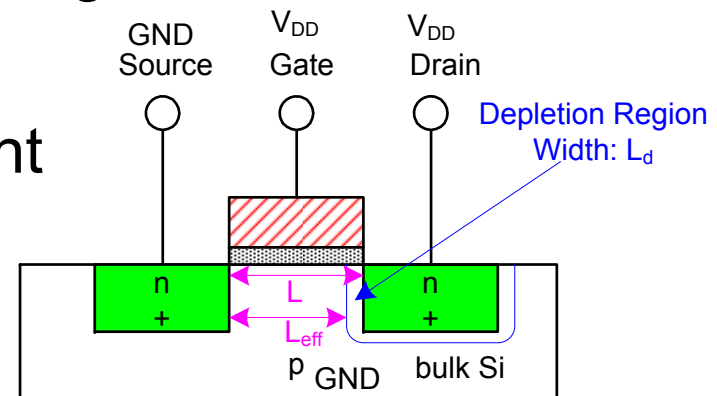 GND
Source
V_DD
Gate
V_DD
Drain
Depletion Region
Width: L_d
nt
n
+
L
L_eff
n
+
p
GND
bulk Si